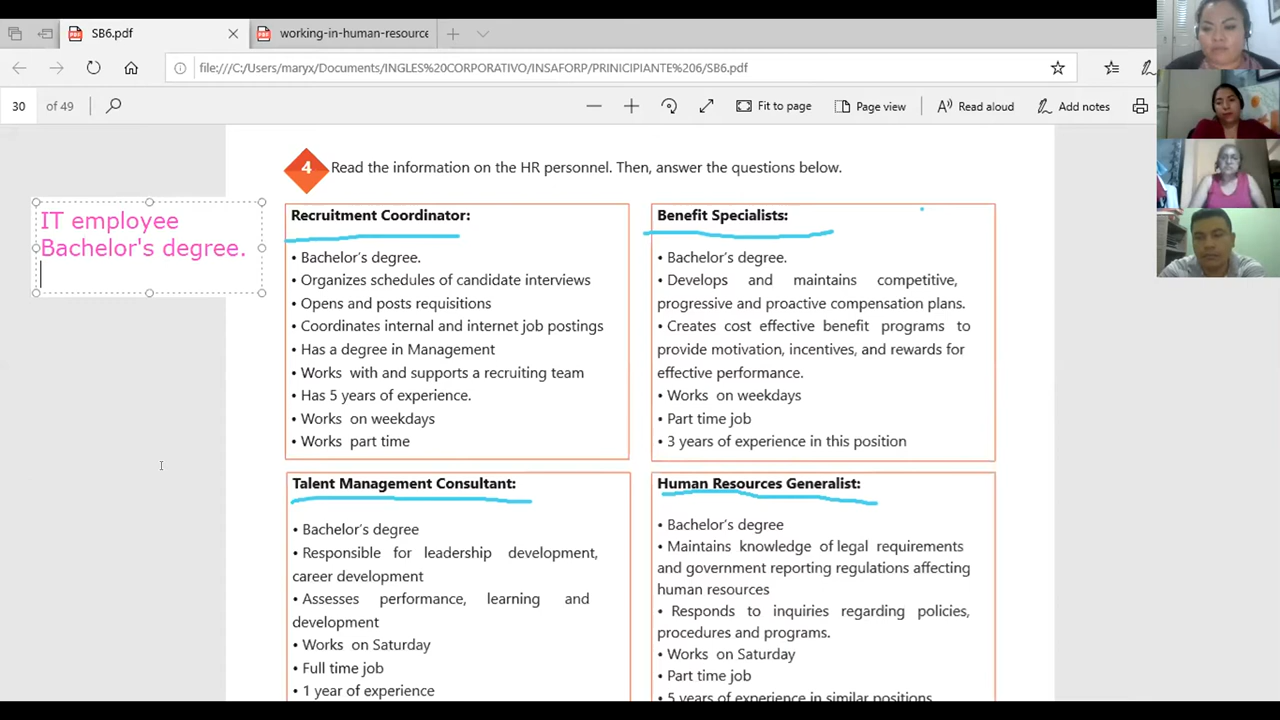 SB6.pdf
working-in-human-resource
file:///C:/Users/maryx/Documents/INGLES%20CORPORATIVO/INSAFORP/PRINICIPIANTE%206/SB6.pdf
30 of 49
Fit to page
Page view
Read aloud
Add notes
4 Read the information on the HR personnel. Then, answer the questions below.
IT employee
Bachelor's degree.
Recruitment Coordinator:
• Bachelor's degree.
• Organizes schedules of candidate interviews
• Opens and posts requisitions
• Coordinates internal and internet job postings
• Has a degree in Management
• Works with and supports a recruiting team
• Has 5 years of experience.
• Works on weekdays
• Works part time
Benefit Specialists:
• Bachelor's degree.
• Develops and maintains competitive,
progressive and proactive compensation plans.
• Creates cost effective benefit programs to
provide motivation, incentives, and rewards for
effective performance.
• Works on weekdays
• Part time job
• 3 years of experience in this position
Talent Management Consultant:
• Bachelor's degree
• Responsible for leadership development,
career development
• Assesses performance, learning and
development
• Works on Saturday
• Full time job
• 1 year of experience
Human Resources Generalist:
• Bachelor's degree
• Maintains knowledge of legal requirements
and government reporting regulations affecting
human resources
• Responds to inquiries regarding policies,
procedures and programs.
• Works on Saturday
• Part time job
• 5 years of experience in similar positions